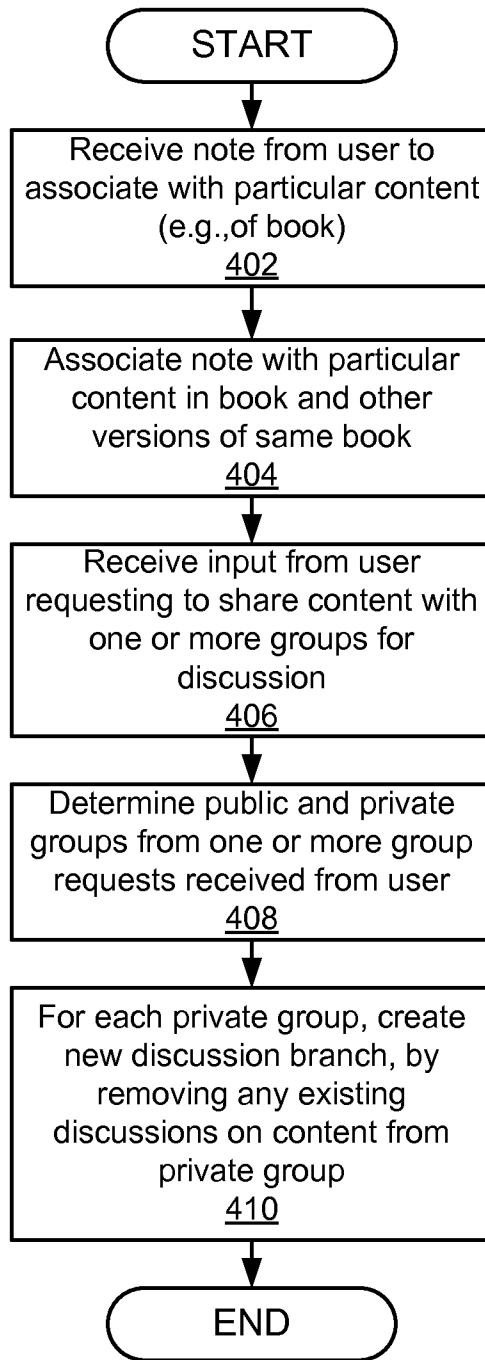 START
Receive note from user to
associate with particular content
(e.g.,of book)
402
Associate note with particular
content in book and other
versions of same book
404
Receive input from user
requesting to share content with
one or more groups for
discussion
406
Determine public and private
groups from one or more group
requests received from user
408
For each private group, create
new discussion branch, by
removing any existing
discussions on content from
private group
410
END